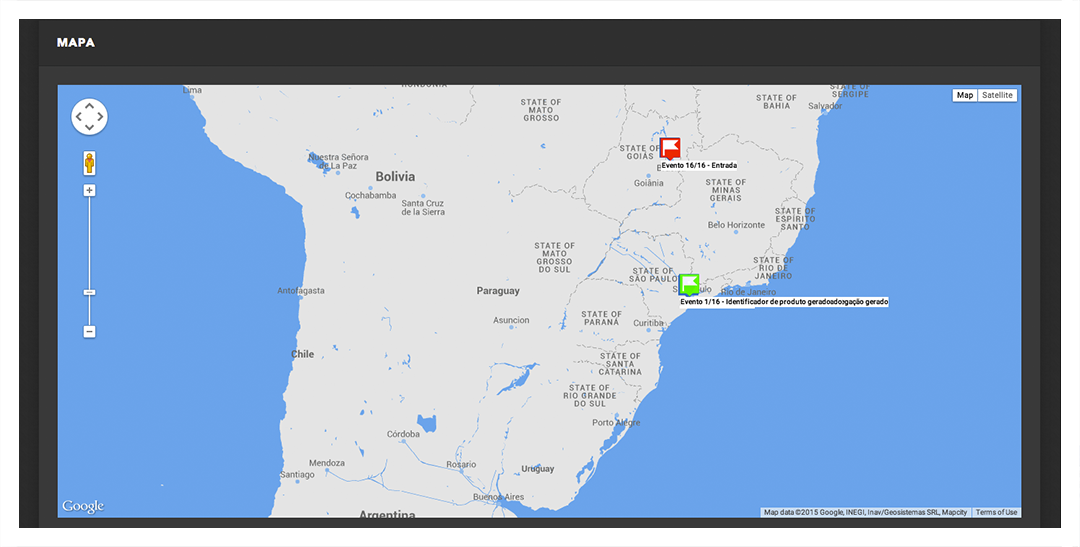 MAPA
Lima
RONDONIA
STATE OF
SERGIPE
Map
Satellite
STATE OF
MATO
GROSSO
STATE OF
BAHIA
Salvador
STATE OF
GOIÁS
Nuestra Señora
de La Paz
Evento 16/16 - Entrada
Bolivia
Goiânia
STATE OF
MINAS
GERAIS
Cochabamba
Santa Cruz
de la Sierra
STATE OF
ESPÍRITO
SANTO
Belo Horizonte
STATE OF
MATO
GROSSO
DO SUL
STATE OF
RIO DE
JANEIRO
STATE OF
SÃO PAULO
Antofagasta
Paraguay
Rio de Janeiro
Evento 1/16 - Identificador de produto gerado
gerado
Asuncion
STATE OF
PARANÁ
Curitiba
Chile
STATE OF
SANTA
CATARINA
STATE OF
RIO GRANDE
DO SUL
Porto Alegre
Córdoba
Mendoza
Rosario
Uruguay
Santiago
Buenos Aires
Google
Argentina
Map data ©2015 Google, INEGI, Inav/Geosistemas SRL, Mapcity
Terms of Use